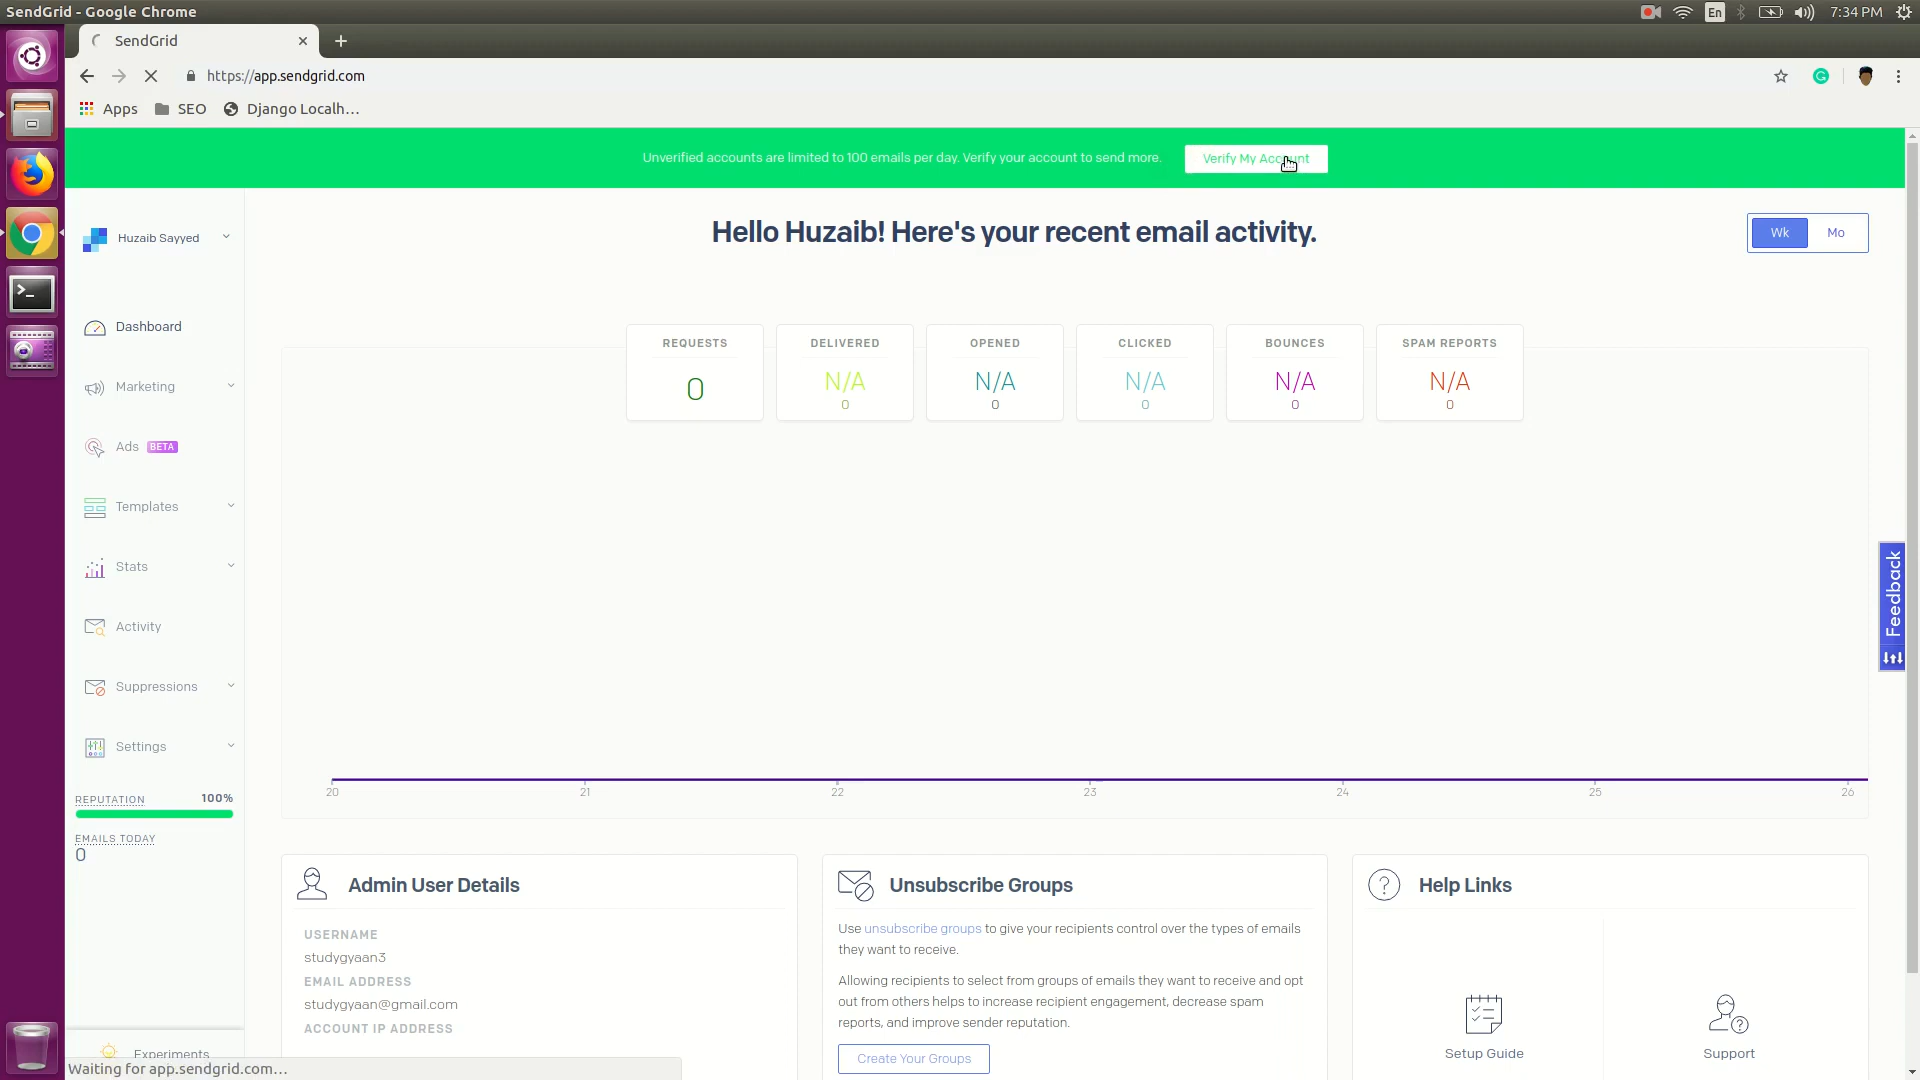 SendGrid - Google Chrome
En
7:34 PM
SendGrid
https://app.sendgrid.com
Apps
SEO
Django Localh...
Unverified accounts are limited to 100 emails per day. Verify your account to send more.
Verify My Account
Huzaib Sayyed
Hello Huzaib! Here's your recent email activity.
Wk
Mo
Dashboard
Marketing
Ads BETA
Templates
Stats
Activity
Suppressions
Settings
REPUTATION 100%
EMAILS TODAY
0
REQUESTS
0
DELIVERED
N/A
0
OPENED
N/A
0
CLICKED
N/A
0
BOUNCES
N/A
0
SPAM REPORTS
N/A
0
20 21 22 23 24 25 26
Feedback
Admin User Details
USERNAME
studygyaan3
EMAIL ADDRESS
studygyaan@gmail.com
ACCOUNT IP ADDRESS
Unsubscribe Groups
Use unsubscribe groups to give your recipients control over the types of emails
they want to receive.
Allowing recipients to select from groups of emails they want to receive and opt
out from others helps to increase recipient engagement, decrease spam
reports, and improve sender reputation.
Create Your Groups
Help Links
Setup Guide
Support
Experiments
Waiting for app.sendgrid.com...